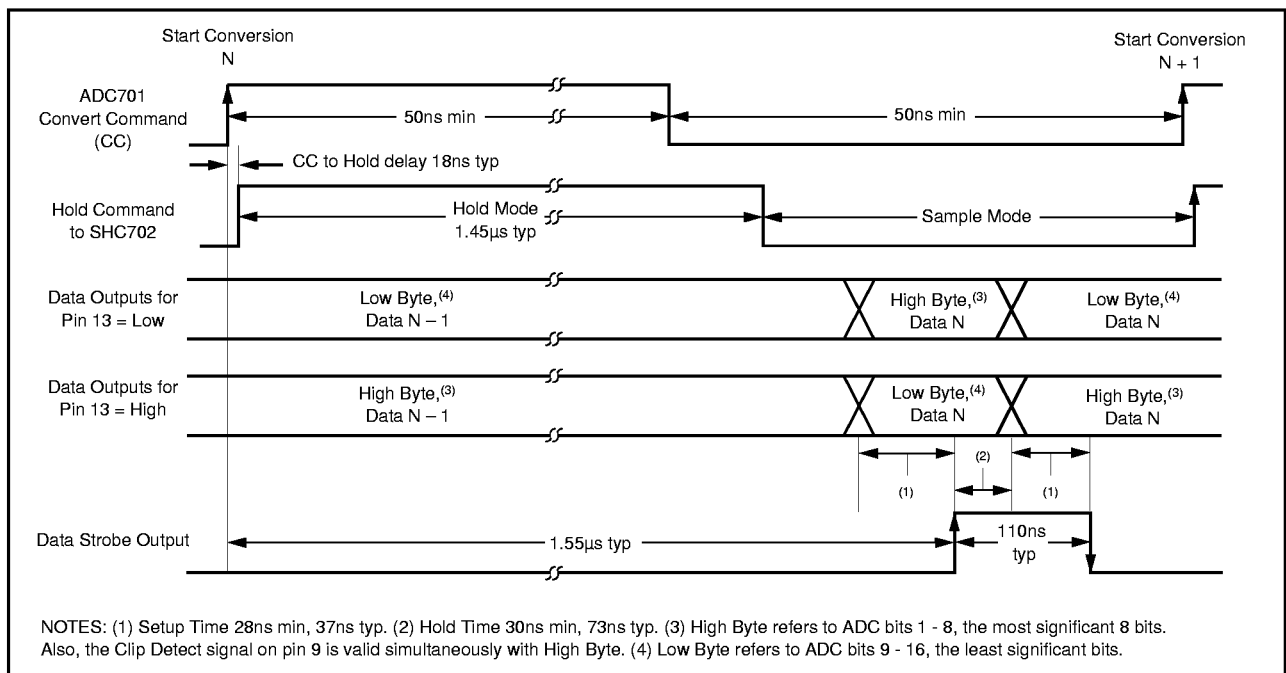 Start Conversion
N
Start Conversion
N + 1
ADC701
Convert Command
(CC)
50ns min
50ns min
CC to Hold delay 18ns typ
Hold Command
to SHC702
Hold Mode
1.45µs typ
Sample Mode
Data Outputs for
Pin 13 = Low
Low Byte,(4)
Data N – 1
High Byte,(3)
Data N
Low Byte,(4)
Data N
Data Outputs for
Pin 13 = High
High Byte,(3)
Data N – 1
Low Byte,(4)
Data N
High Byte,(3)
Data N
(1)
(2)
(1)
Data Strobe Output
1.55µs typ
110ns
typ
NOTES: (1) Setup Time 28ns min, 37ns typ. (2) Hold Time 30ns min, 73ns typ. (3) High Byte refers to ADC bits 1 - 8, the most significant 8 bits.
Also, the Clip Detect signal on pin 9 is valid simultaneously with High Byte. (4) Low Byte refers to ADC bits 9 - 16, the least significant bits.